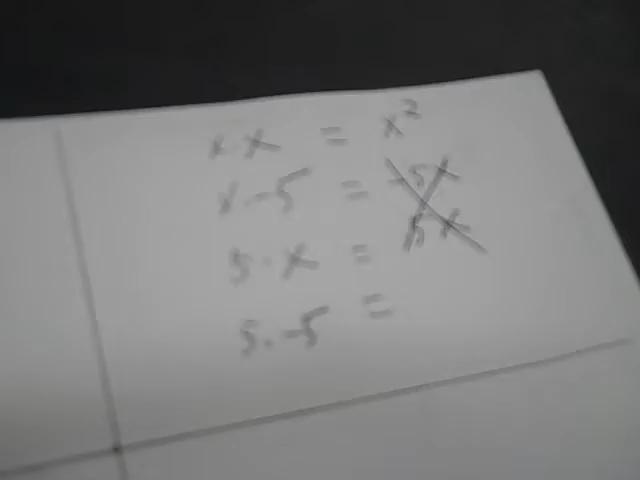 x x = x²
x · -5 = -5x
5 · x = 5x
5 · -5 =